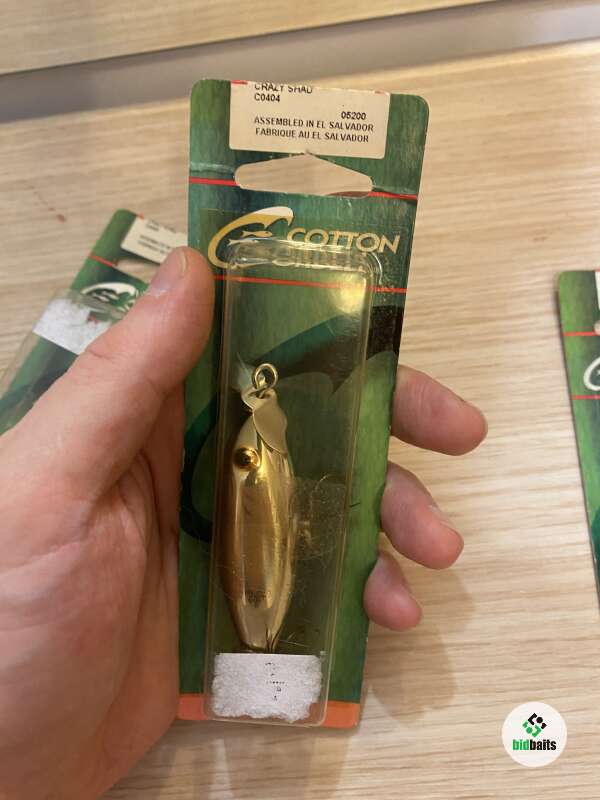 CRAZY SHAD
C0404
05200
ASSEMBLED IN EL SALVADOR
FABRIQUE AU EL SALVADOR
COTTON
bidbaits